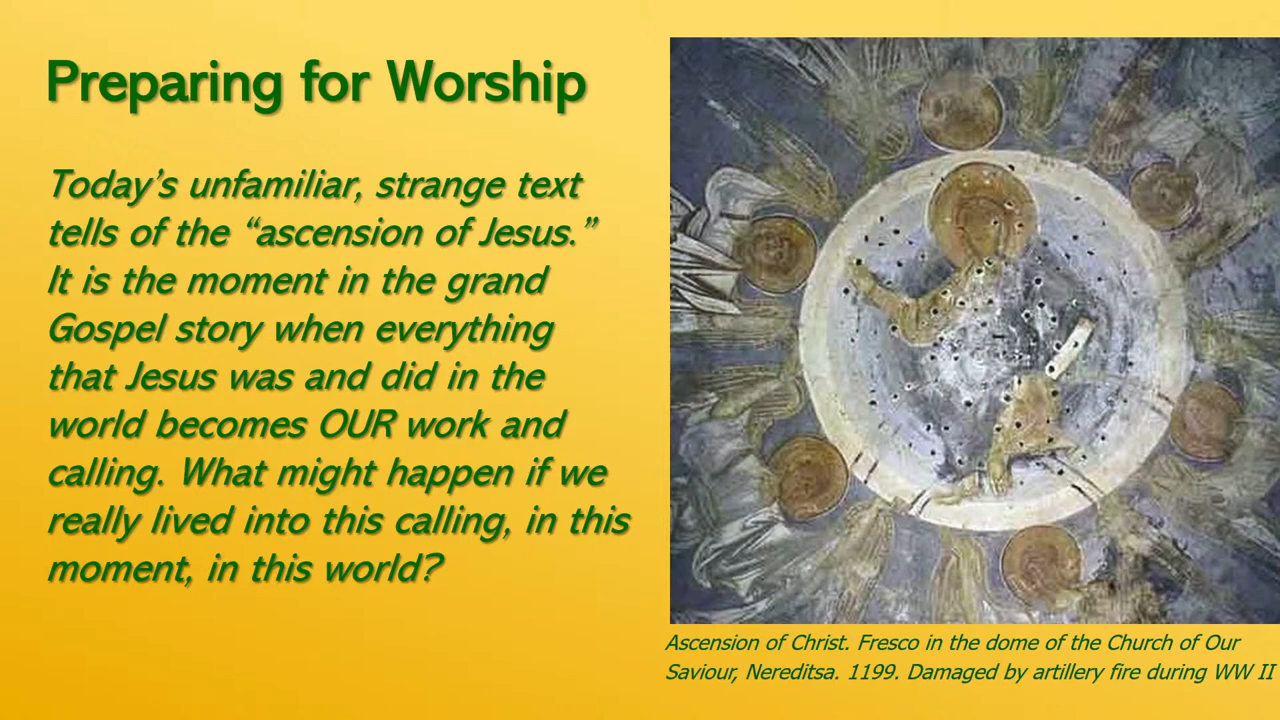 Preparing for Worship
Today’s unfamiliar, strange text
tells of the “ascension of Jesus.”
It is the moment in the grand
Gospel story when everything
that Jesus was and did in the
world becomes OUR work and
calling. What might happen if we
really lived into this calling, in this
moment, in this world?
Ascension of Christ. Fresco in the dome of the Church of Our
Saviour, Nereditsa. 1199. Damaged by artillery fire during WW II